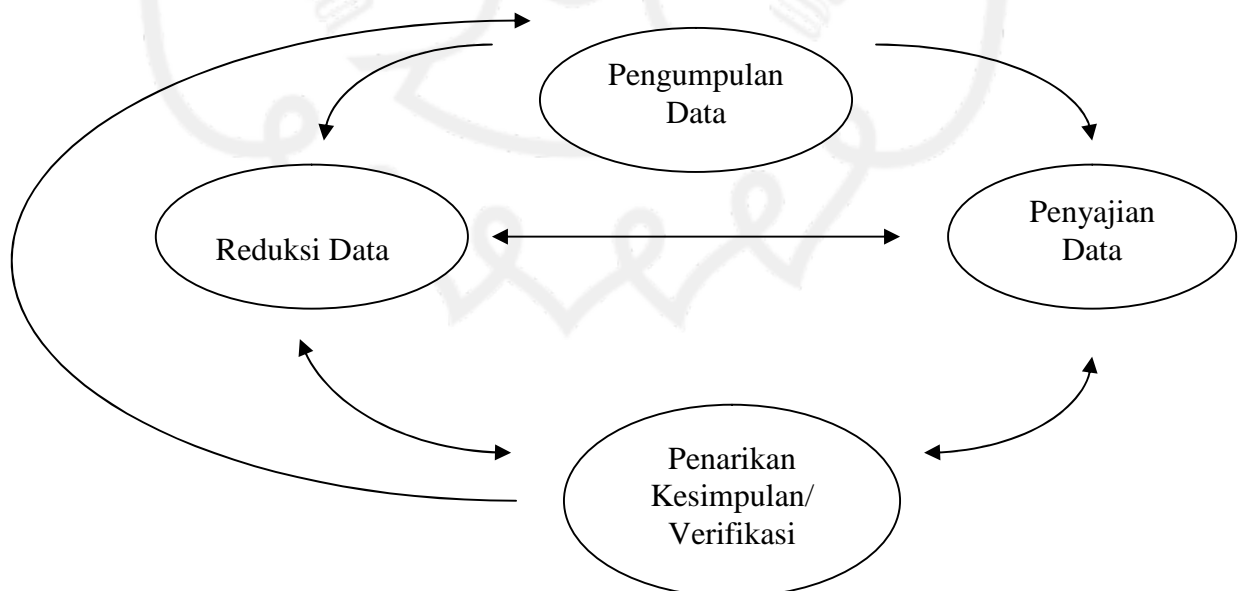 Pengumpulan
Data
Reduksi Data
Penyajian
Data
Penarikan
Kesimpulan/
Verifikasi